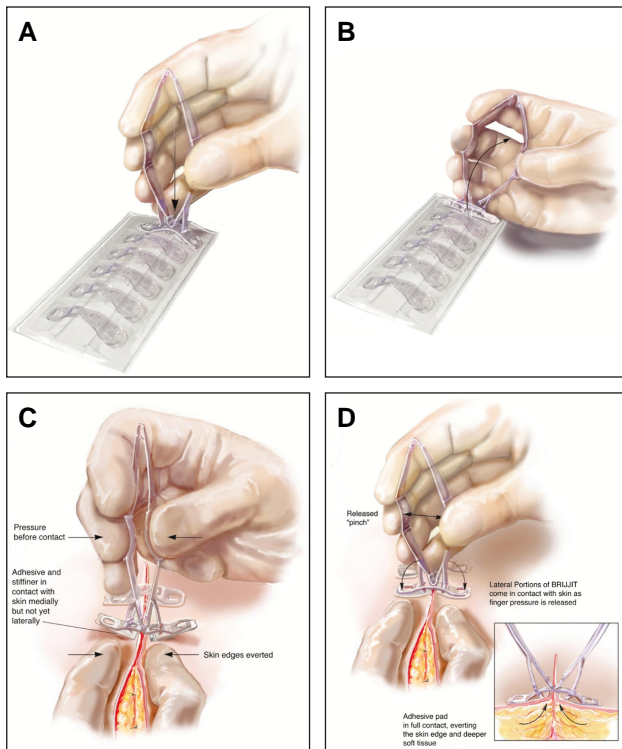 A
B
C
Pressure
before contact
Adhesive and
stiffiner in
contact with
skin medially
but not yet
laterally
Skin edges everted
D
Released
"pinch"
Lateral Portions of BRIJJIT
come in contact with skin as
finger pressure is released
Adhesive pad
in full contact, everting
the skin edge and deeper
soft tissue